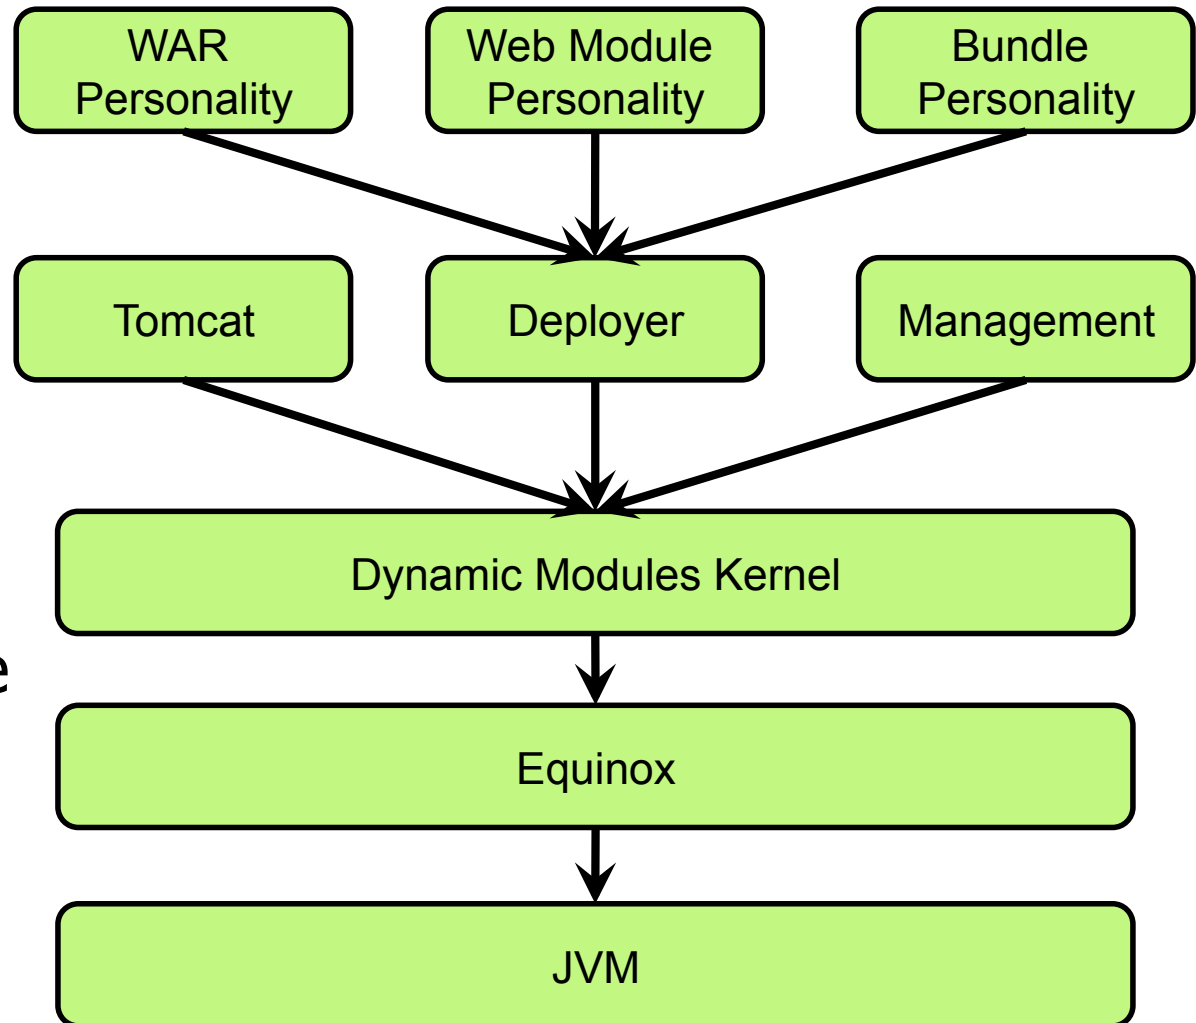 WAR
Personality
Web Module
Personality
Bundle
Personality
Tomcat
Deployer
Management
Dynamic Modules Kernel
e
Equinox
JVM